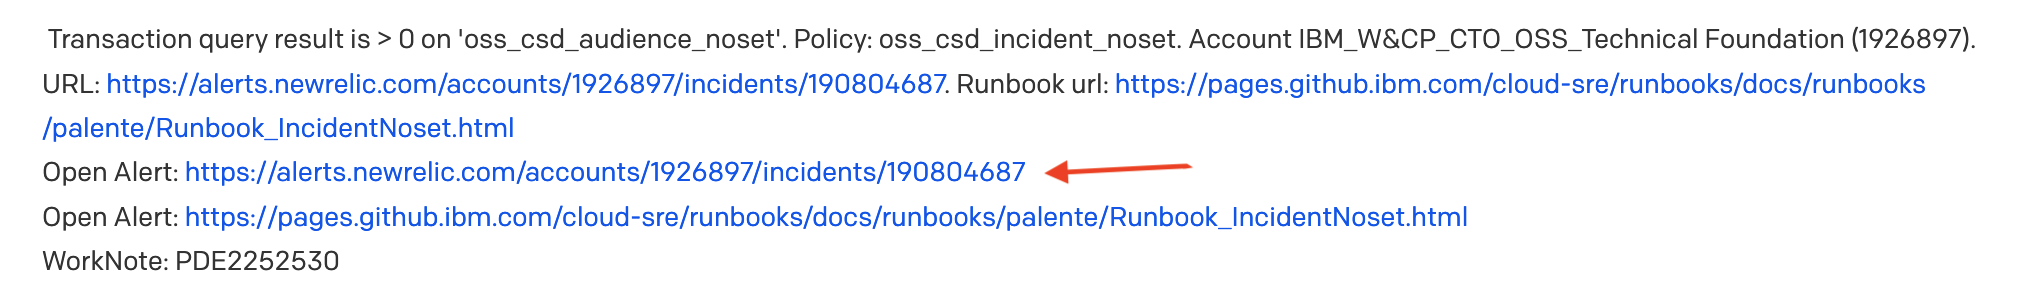 Transaction query result is > 0 on 'oss_csd_audience_noset'. Policy: oss_csd_incident_noset. Account IBM_W&CP_CTO_OSS_Technical Foundation (1926897).
URL: https://alerts.newrelic.com/accounts/1926897/incidents/190804687. Runbook url: https://pages.github.ibm.com/cloud-sre/runbooks/docs/runbooks
/palente/Runbook_IncidentNoset.html
Open Alert: https://alerts.newrelic.com/accounts/1926897/incidents/190804687
Open Alert: https://pages.github.ibm.com/cloud-sre/runbooks/docs/runbooks/palente/Runbook_IncidentNoset.html
WorkNote: PDE2252530